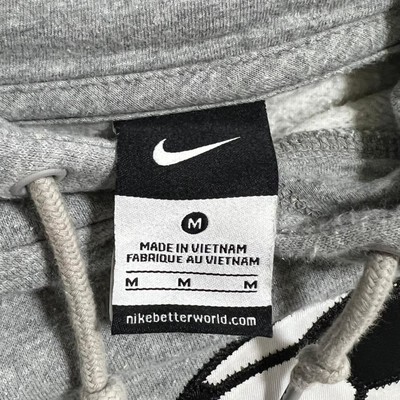 M
MADE IN VIETNAM
FABRIQUE AU VIETNAM
M M M
nikebetterworld.com